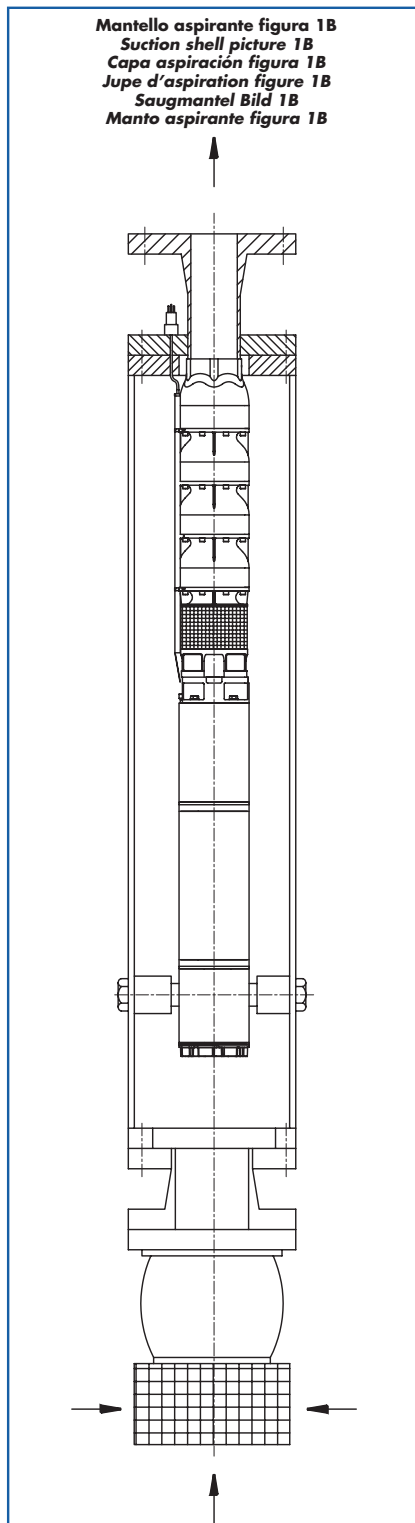 Mantello aspirante figura 1B
Suction shell picture 1B
Capa aspiración figura 1B
Jupe d’aspiration figure 1B
Saugmantel Bild 1B
Manto aspirante figura 1B